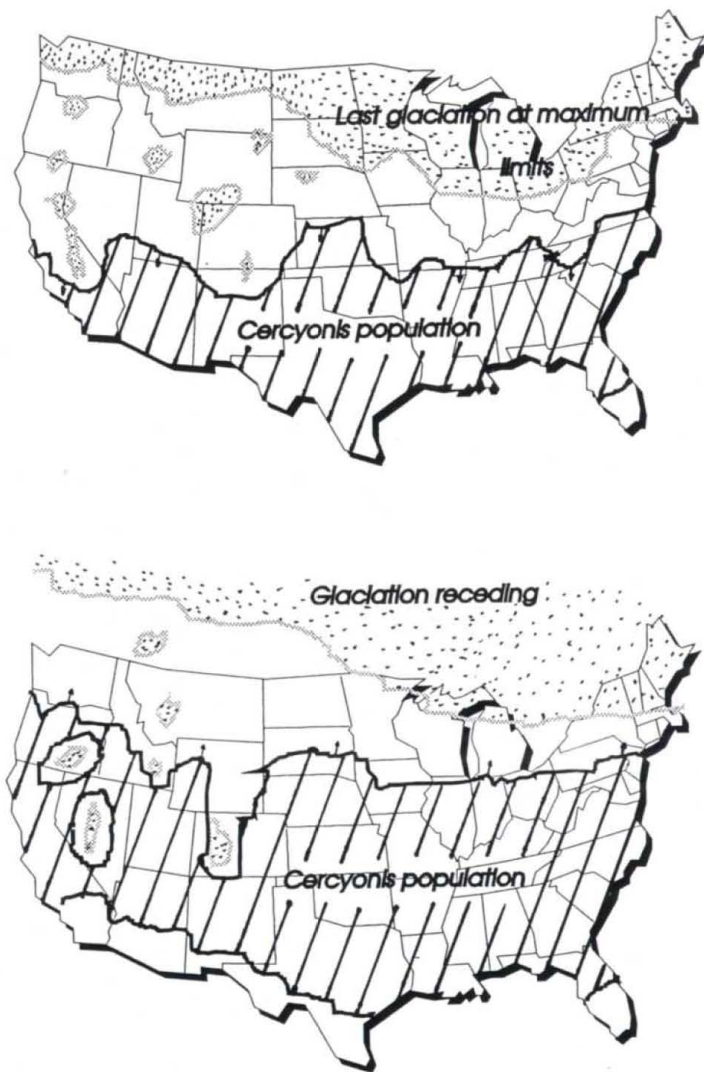 Last glaciation at maximum
limits
Cercyonis population
Glaciation receding
Cercyonis population